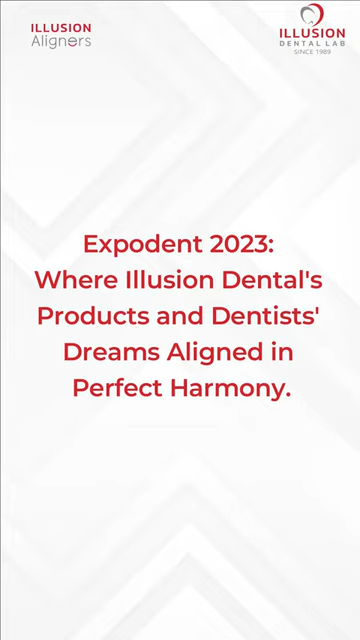 ILLUSION
Aligners
ILLUSION
DENTAL LAB
SINCE 1989
Expodent 2023:
Where Illusion Dental's
Products and Dentists'
Dreams Aligned in
Perfect Harmony.